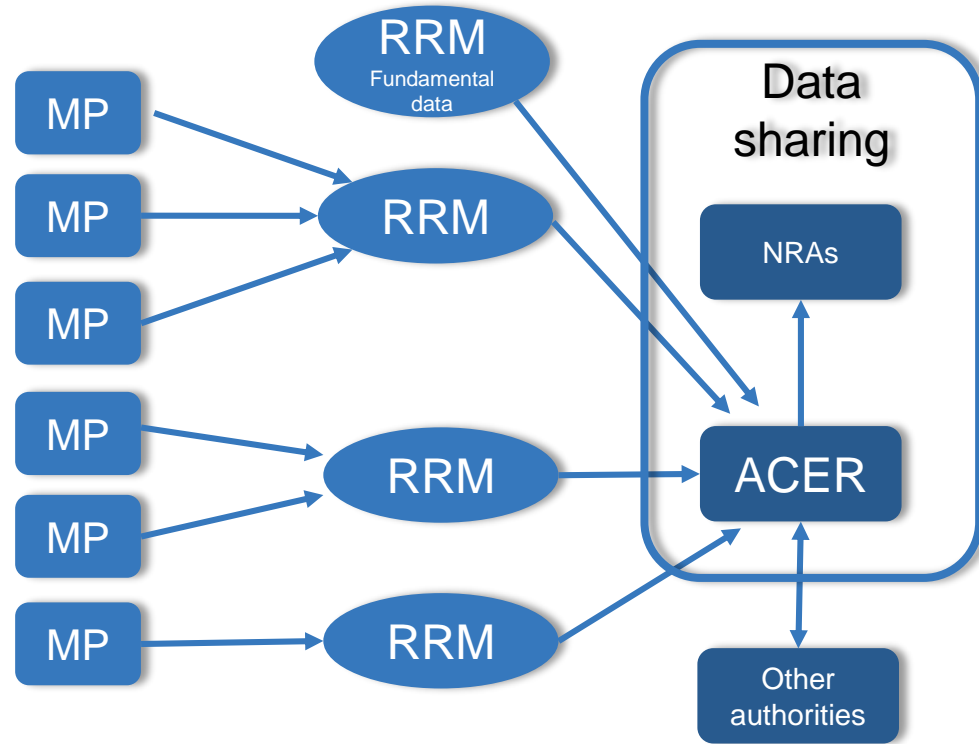 RRM
Fundamental
data
Data
sharing
MP
MP
RRM
MP
NRAs
MP
MP
RRM
ACER
MP
RRM
Other
authorities